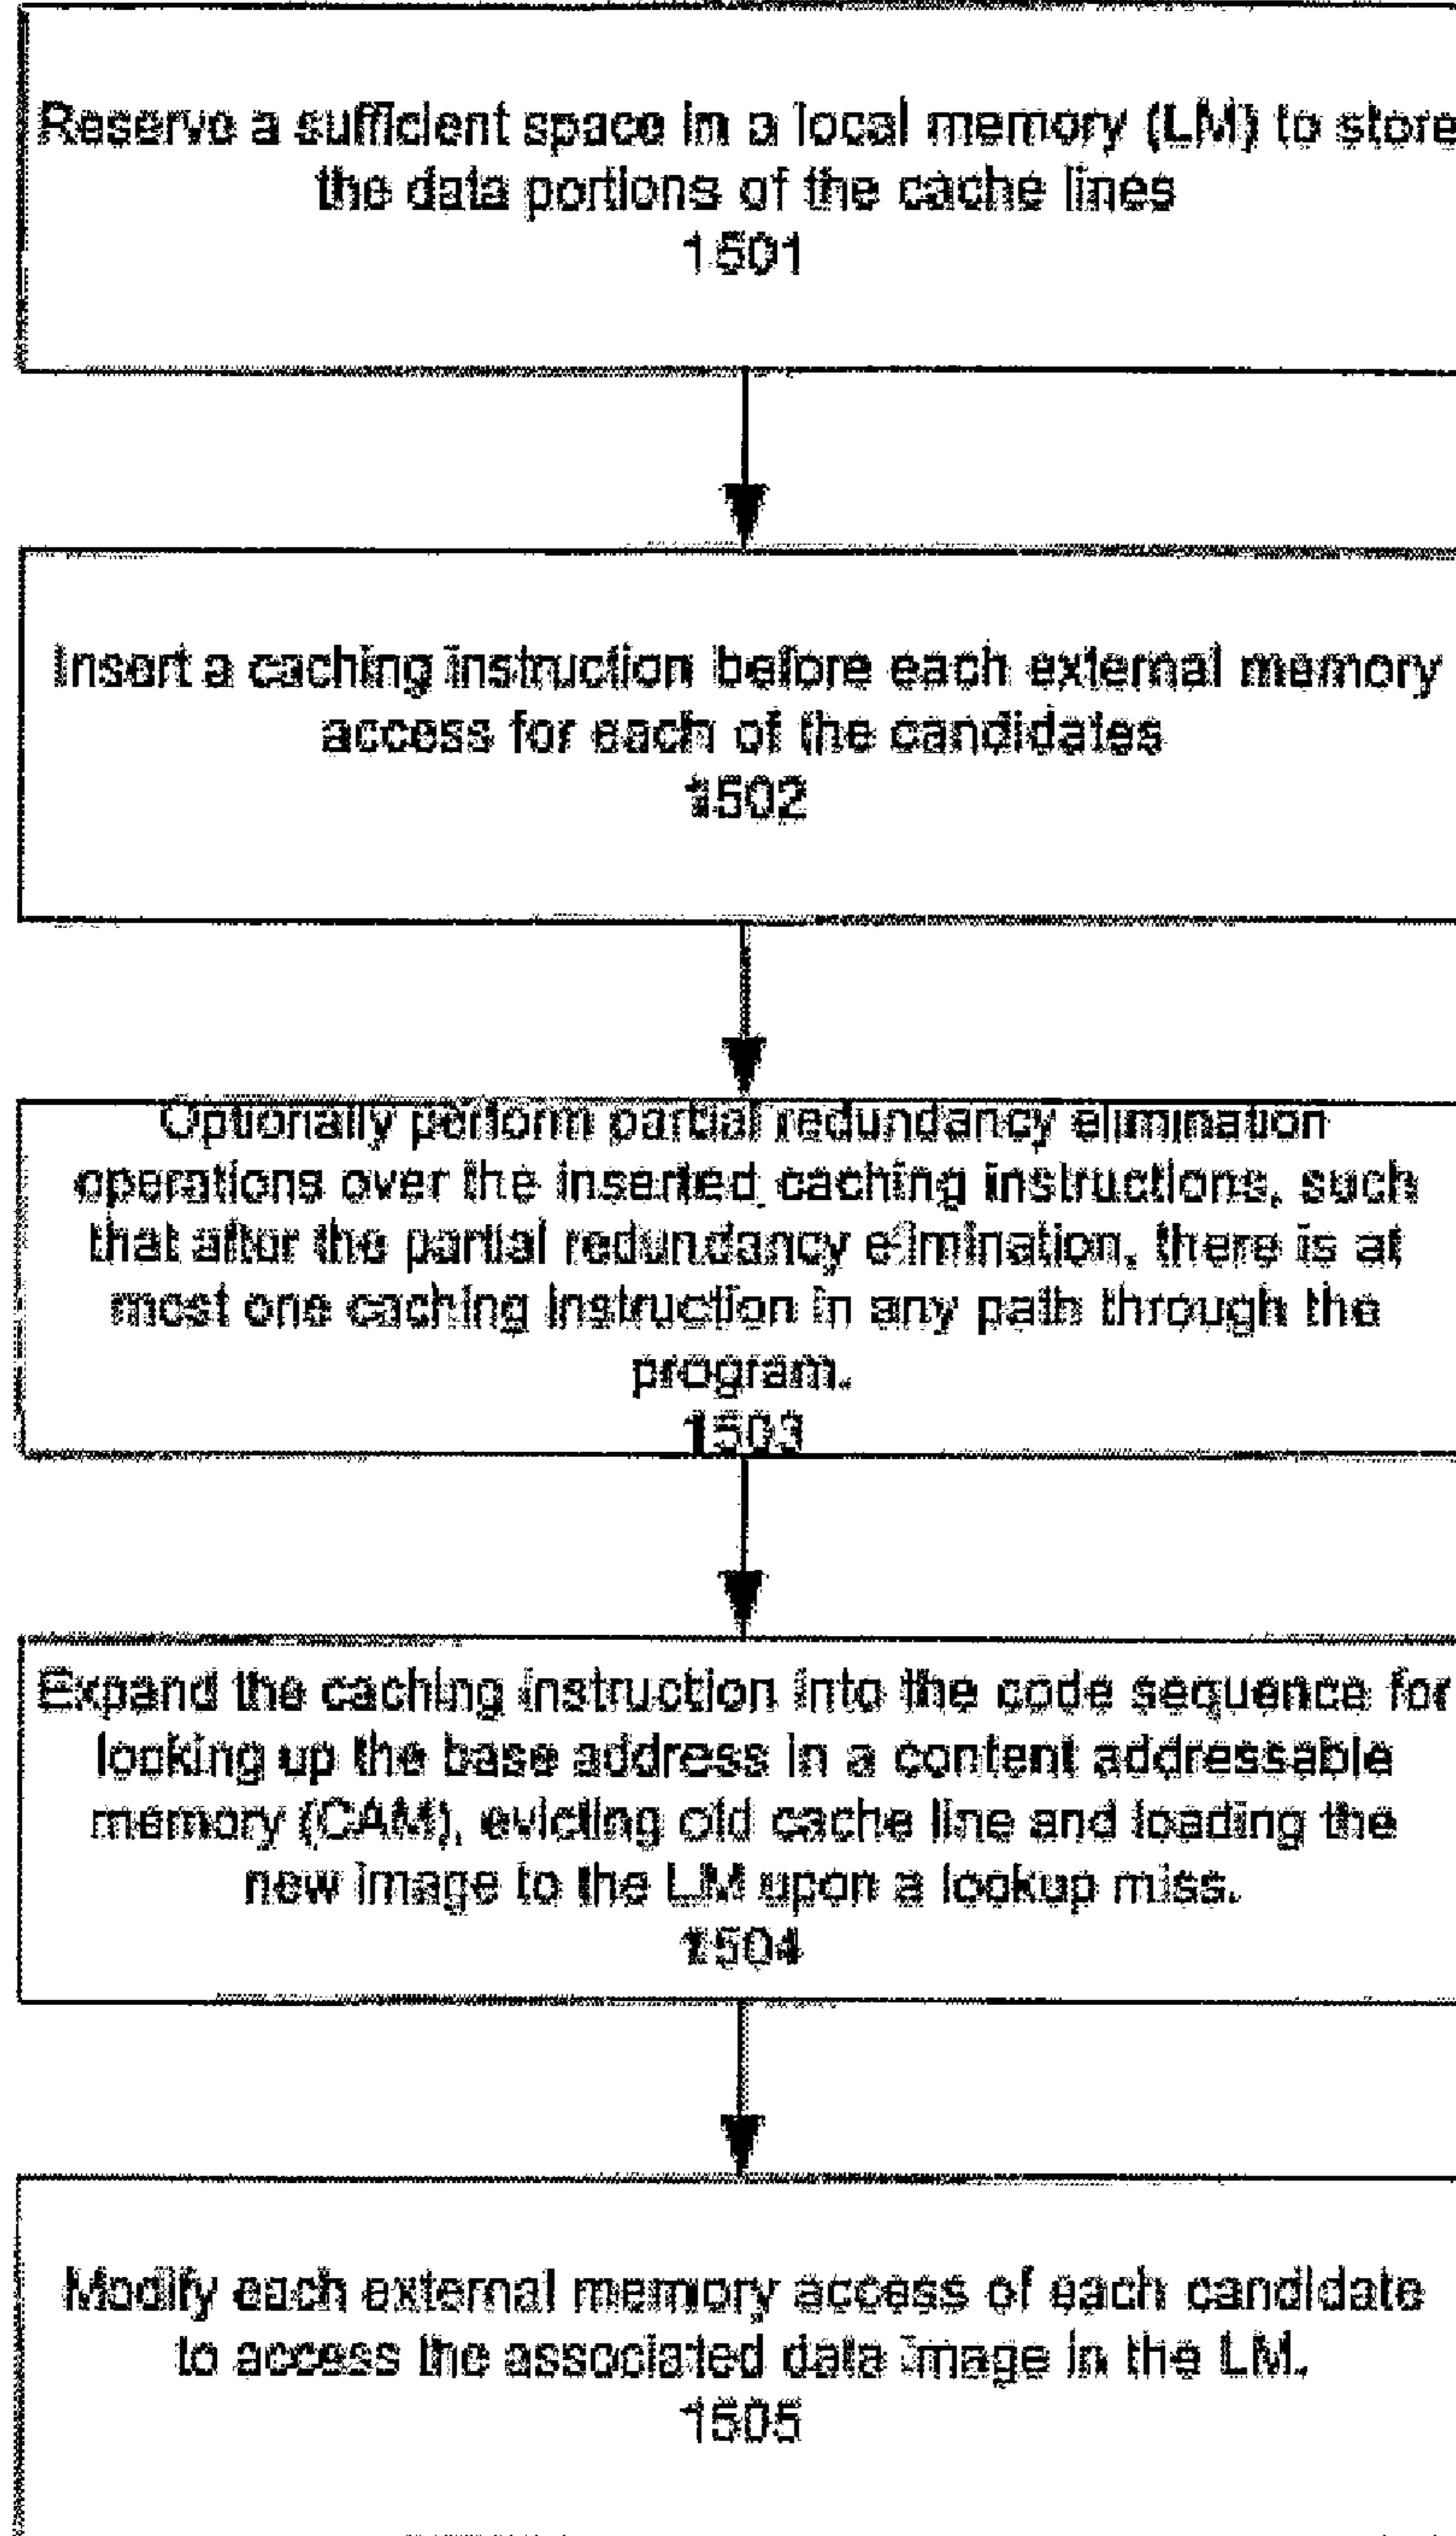 Reserve a sufficient space in a local memory (LM) to store
the data portions of the cache lines
1501
Insert a caching instruction before each external memory
access for each of the candidates
1502
Optionally perform partial redundancy elimination
operations over the inserted caching instructions, such
that after the partial redundancy elimination, there is at
most one caching instruction in any path through the
program.
1503
Expand the caching instruction into the code sequence for
looking up the base address in a content addressable
memory (CAM), evicting old cache line and loading the
new image to the LM upon a lookup miss.
1504
Modify each external memory access of each candidate
to access the associated data image in the LM.
1505